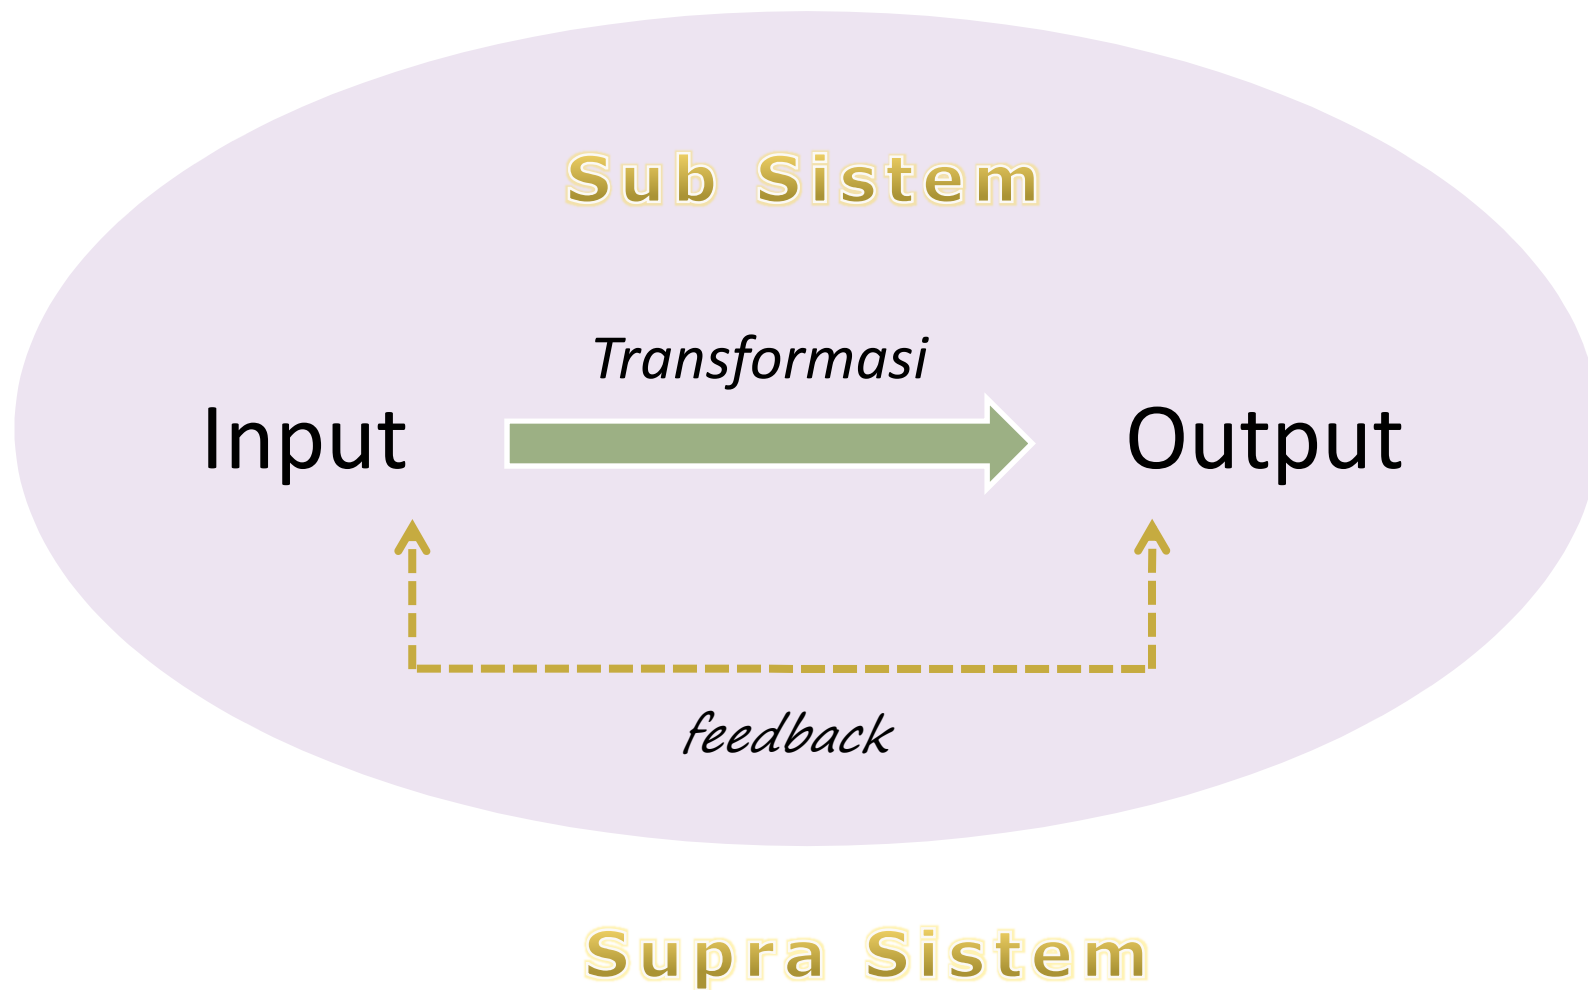 Sub Sistem
Transformasi
Input
Output
feedback
Supra Sistem